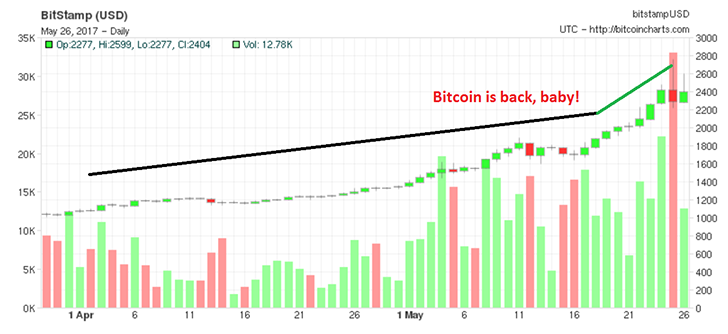 BitStamp (USD)
bitstampUSD
May 26, 2017 - Daily
UTC - http://bitcoincharts.com
35K
Op:2277, Hi:2599, Lo:2277, Cl:2404
Vol: 12.78K
3000
2800
30K
2600
Bitcoin is back, baby!
2400
25K
2200
2000
20K
1800
1600
15K
1400
1200
10K
1000
800
5K
600
400
200
0K
0
1 Apr
6
11
16
21
26
1 May
6
11
16
21
26